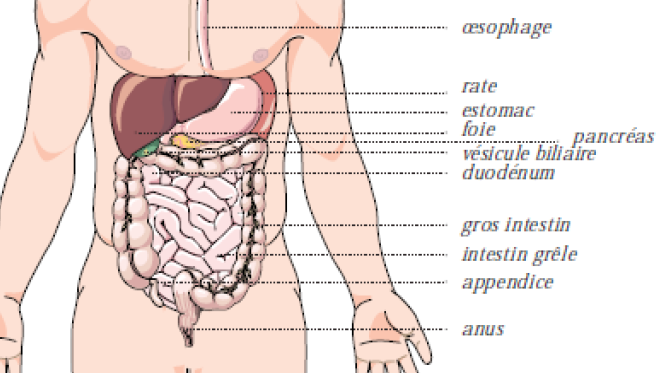 œsophage
rate
estomac
foie
pancréas
vésicule biliaire
duodénum
gros intestin
intestin grêle
appendice
anus